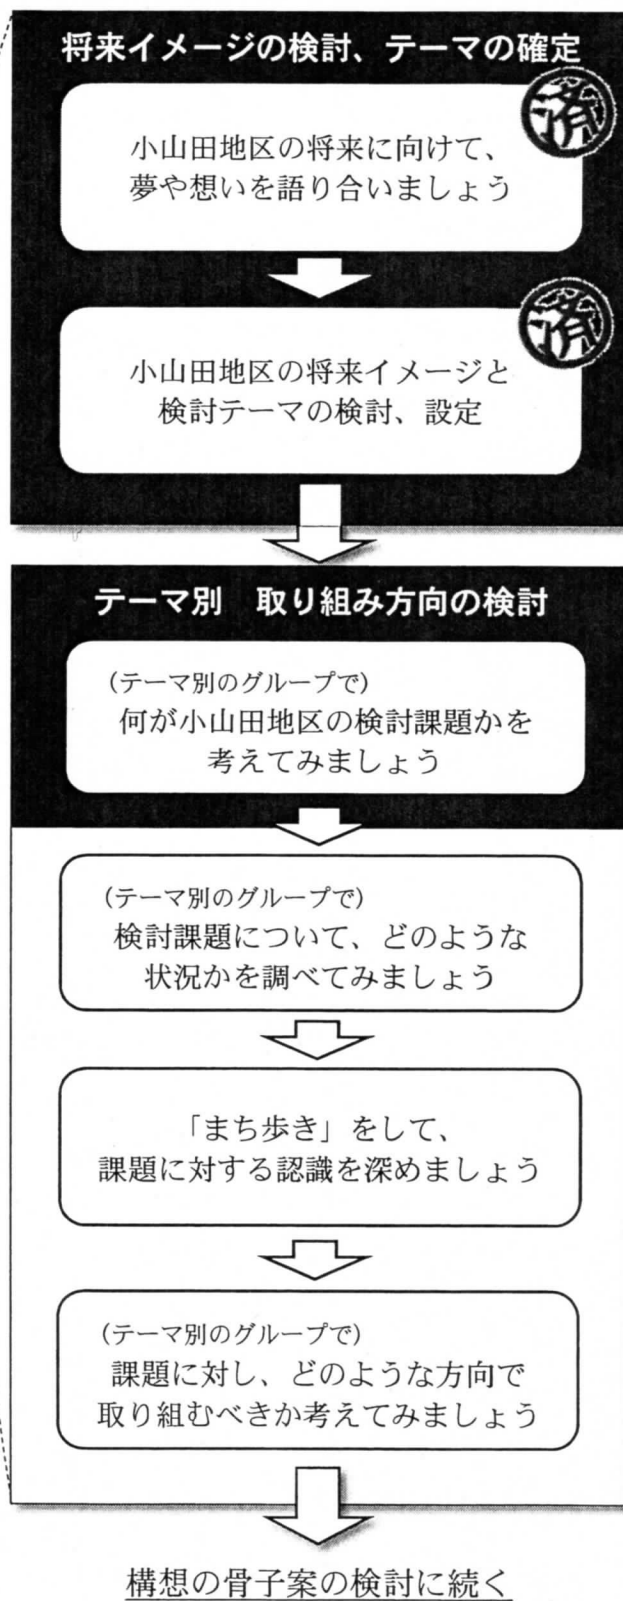 将来イメージの検討、テーマの確定
済
小山田地区の将来に向けて、
夢や想いを語り合いましょう
済
小山田地区の将来イメージと
検討テーマの検討、設定
テーマ別　取り組み方向の検討
(テーマ別のグループで)
何が小山田地区の検討課題かを
考えてみましょう
(テーマ別のグループで)
検討課題について、どのような
状況かを調べてみましょう
「まち歩き」をして、
課題に対する認識を深めましょう
(テーマ別のグループで)
課題に対し、どのような方向で
取り組むべきか考えてみましょう
構想の骨子案の検討に続く